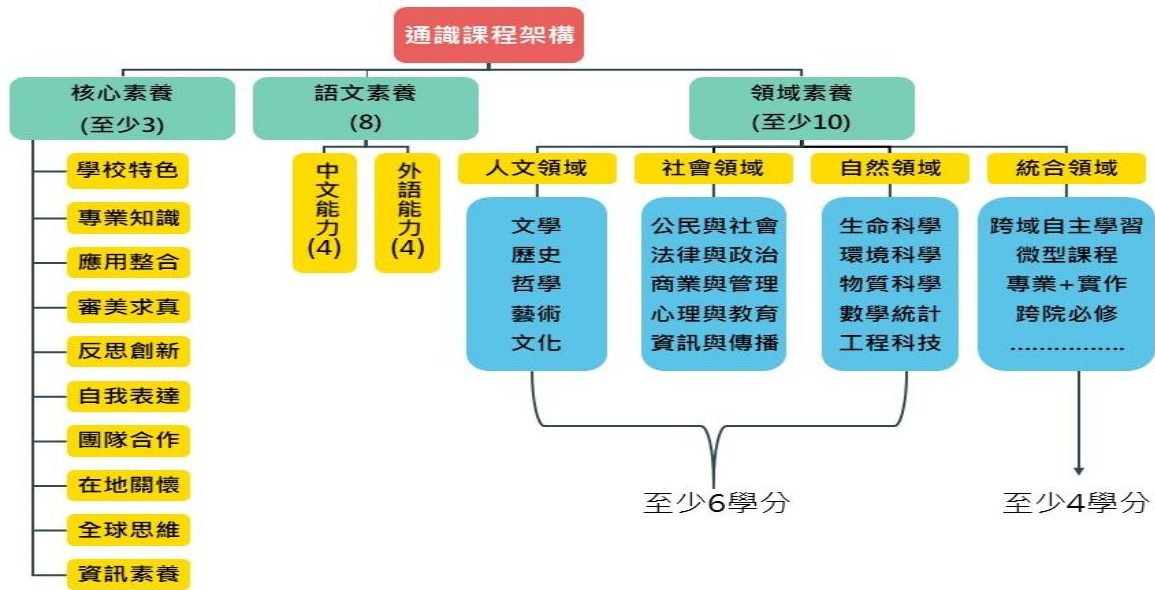 通識課程架構
核心素養
(至少3)
學校特色
專業知識
應用整合
審美求真
反思創新
自我表達
團隊合作
在地關懷
全球思維
資訊素養
語文素養
(8)
中文能力(4)
外語能力(4)
領域素養
(至少10)
人文領域
文學
歷史
哲學
藝術
文化
社會領域
公民與社會
法律與政治
商業與管理
心理與教育
資訊與傳播
自然領域
生命科學
環境科學
物質科學
數學統計
工程科技
至少6學分
統合領域
跨域自主學習
微型課程
專業+實作
跨院必修
................
至少4學分